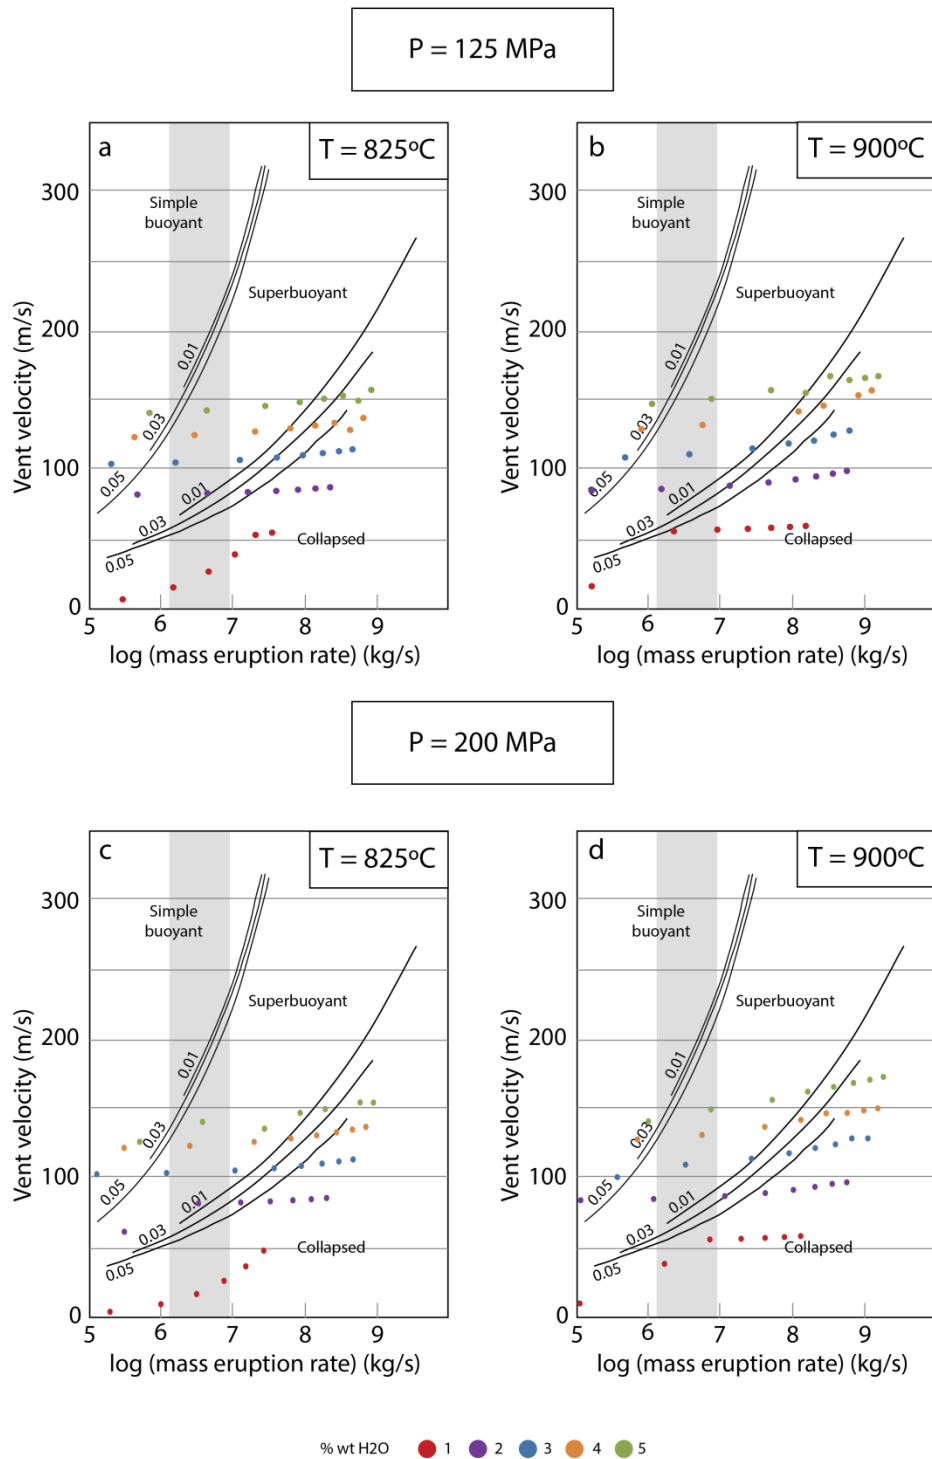 P = 125 MPa
a
T = 825ºC
Simple
buoyant
Superbuoyant
Collapsed
0.01
0.03
0.05
0.01
0.03
0.05
300
200
100
0
5 6 7 8 9
Vent velocity (m/s)
log (mass eruption rate) (kg/s)
b
T = 900ºC
Simple
buoyant
Superbuoyant
Collapsed
0.01
0.03
0.05
0.01
0.03
0.05
300
200
100
0
5 6 7 8 9
Vent velocity (m/s)
log (mass eruption rate) (kg/s)
P = 200 MPa
c
T = 825ºC
Simple
buoyant
Superbuoyant
Collapsed
0.01
0.03
0.05
0.01
0.03
0.05
300
200
100
0
5 6 7 8 9
Vent velocity (m/s)
log (mass eruption rate) (kg/s)
d
T = 900ºC
Simple
buoyant
Superbuoyant
Collapsed
0.01
0.03
0.05
0.01
0.03
0.05
300
200
100
0
5 6 7 8 9
Vent velocity (m/s)
log (mass eruption rate) (kg/s)
% wt H2O 1 2 3 4 5